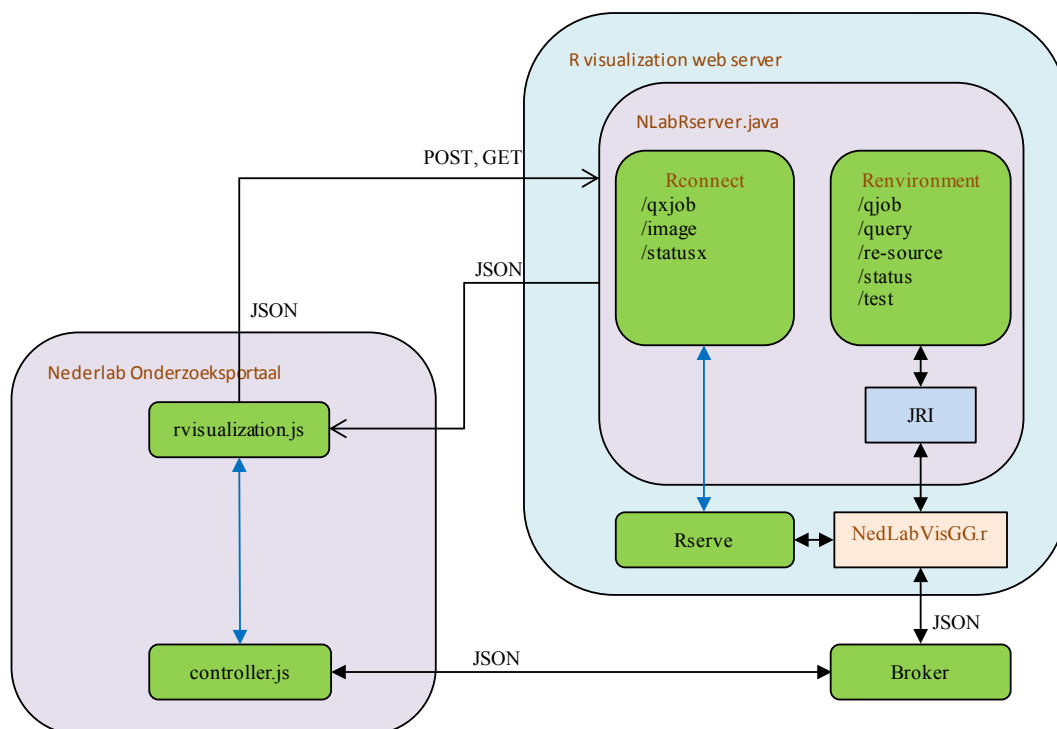 R visualization web server
NLabRserver.java
POST, GET
Rconnect
/qxjob
/image
/statusx
Renvironment
/qjob
/query
/re-source
/status
/test
JSON
JSON
Nederlab Onderzoeksportaal
rvisualization.js
JRI
Rserve
NedLabVisGG.r
JSON
controller.js
JSON
Broker